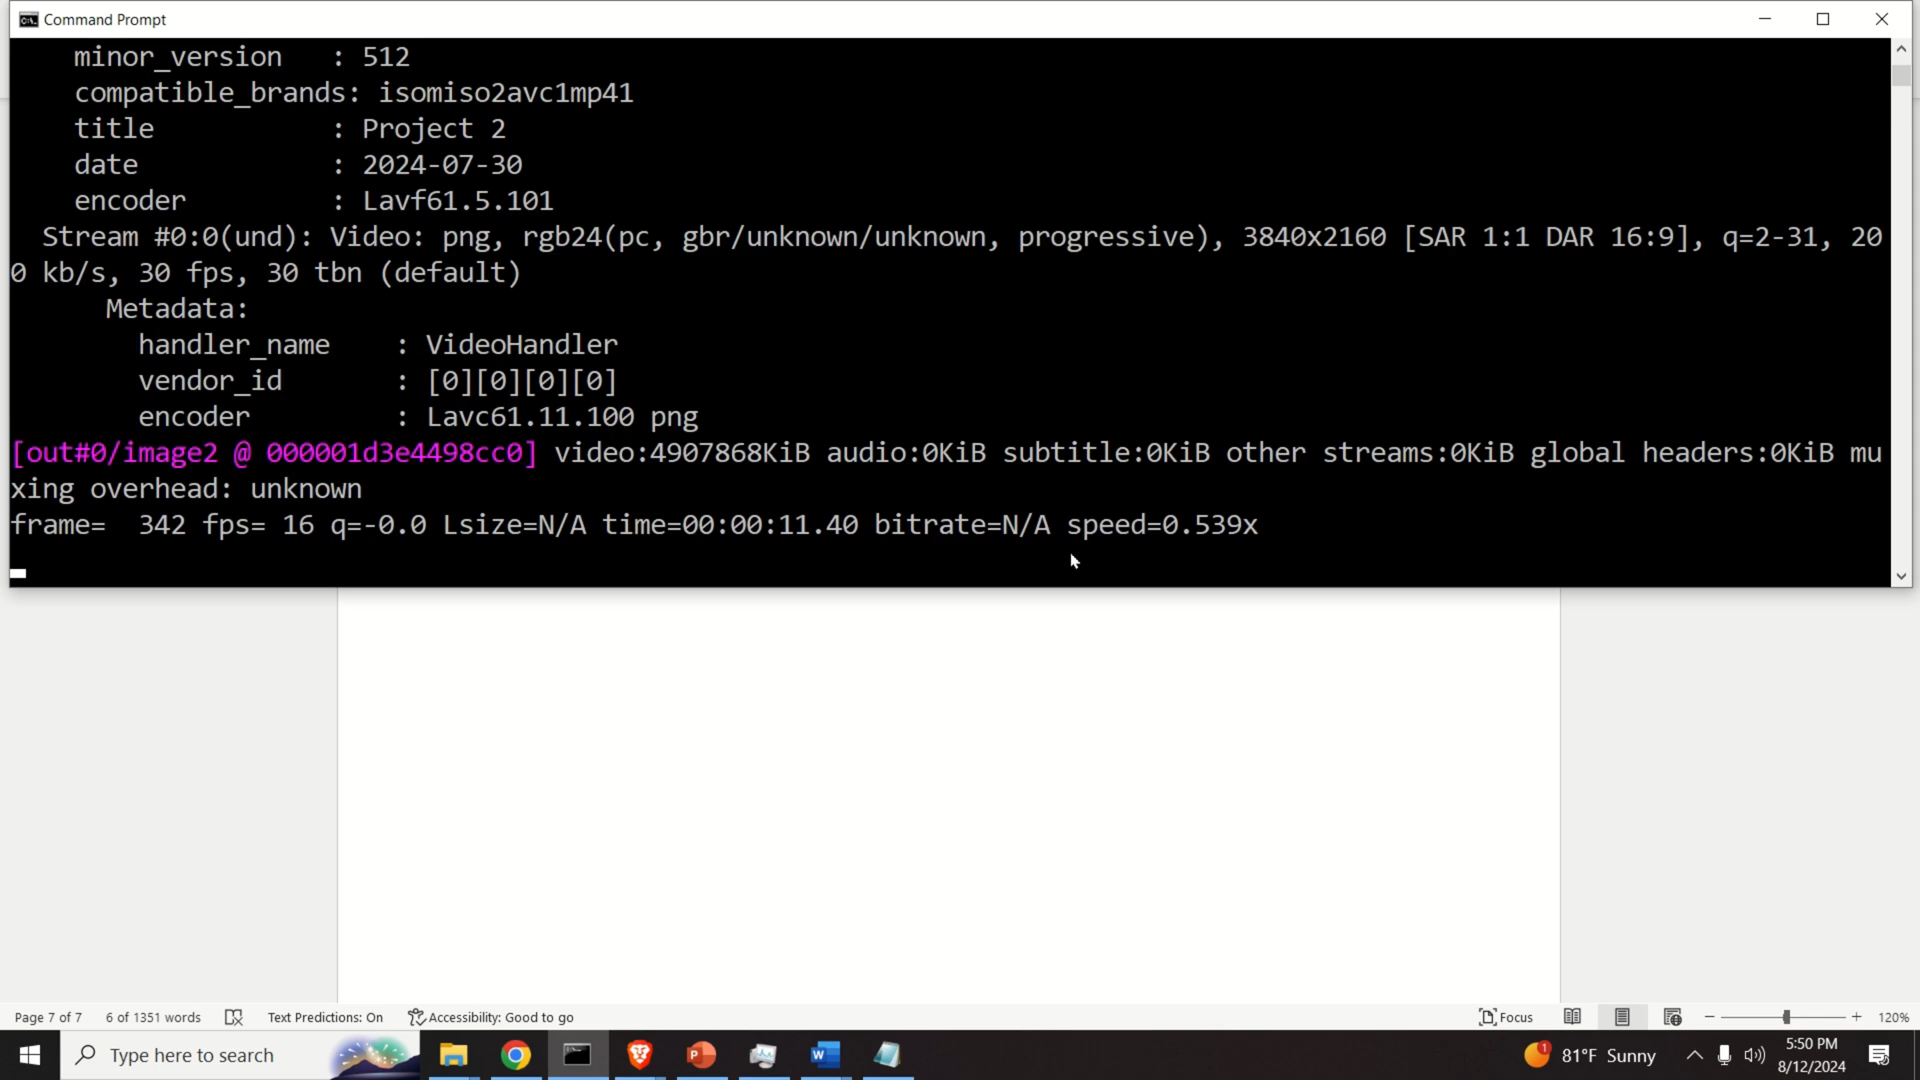 Command Prompt
minor_version   : 512
compatible_brands: isomiso2avc1mp41
title           : Project 2
date            : 2024-07-30
encoder         : Lavf61.5.101
Stream #0:0(und): Video: png, rgb24(pc, gbr/unknown/unknown, progressive), 3840x2160 [SAR 1:1 DAR 16:9], q=2-31, 20
0 kb/s, 30 fps, 30 tbn (default)
Metadata:
handler_name    : VideoHandler
vendor_id       : [0][0][0][0]
encoder         : Lavc61.11.100 png
[out#0/image2 @ 000001d3e4498cc0] video:4907868KiB audio:0KiB subtitle:0KiB other streams:0KiB global headers:0KiB mu
xing overhead: unknown
frame=  342 fps= 16 q=-0.0 Lsize=N/A time=00:00:11.40 bitrate=N/A speed=0.539x
Page 7 of 7 6 of 1351 words Text Predictions: On Accessibility: Good to go Focus 120%
Type here to search 81°F Sunny 5:50 PM
8/12/2024